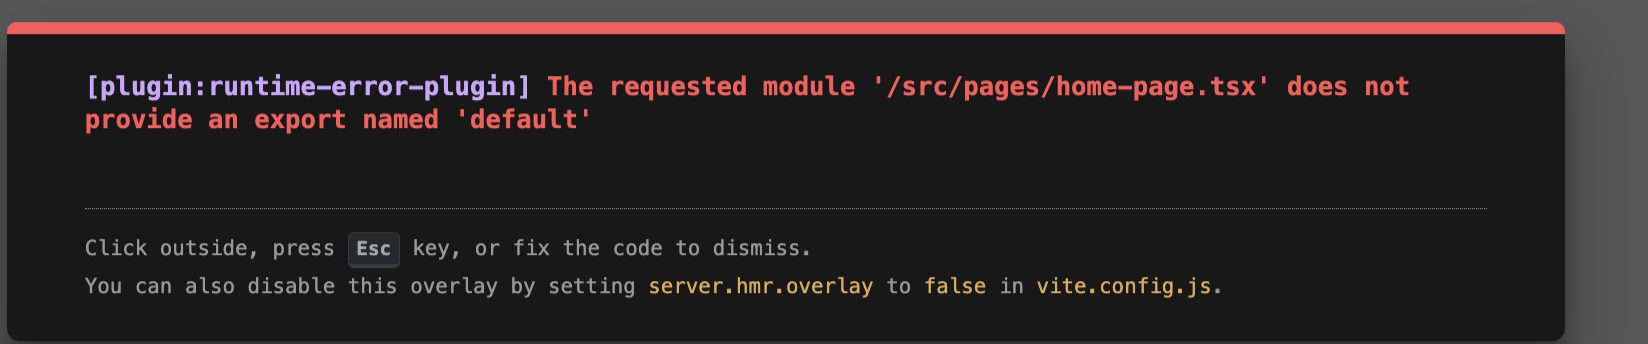 [plugin:runtime-error-plugin] The requested module '/src/pages/home-page.tsx' does not
provide an export named 'default'
Click outside, press Esc key, or fix the code to dismiss.
You can also disable this overlay by setting server.hmr.overlay to false in vite.config.js.